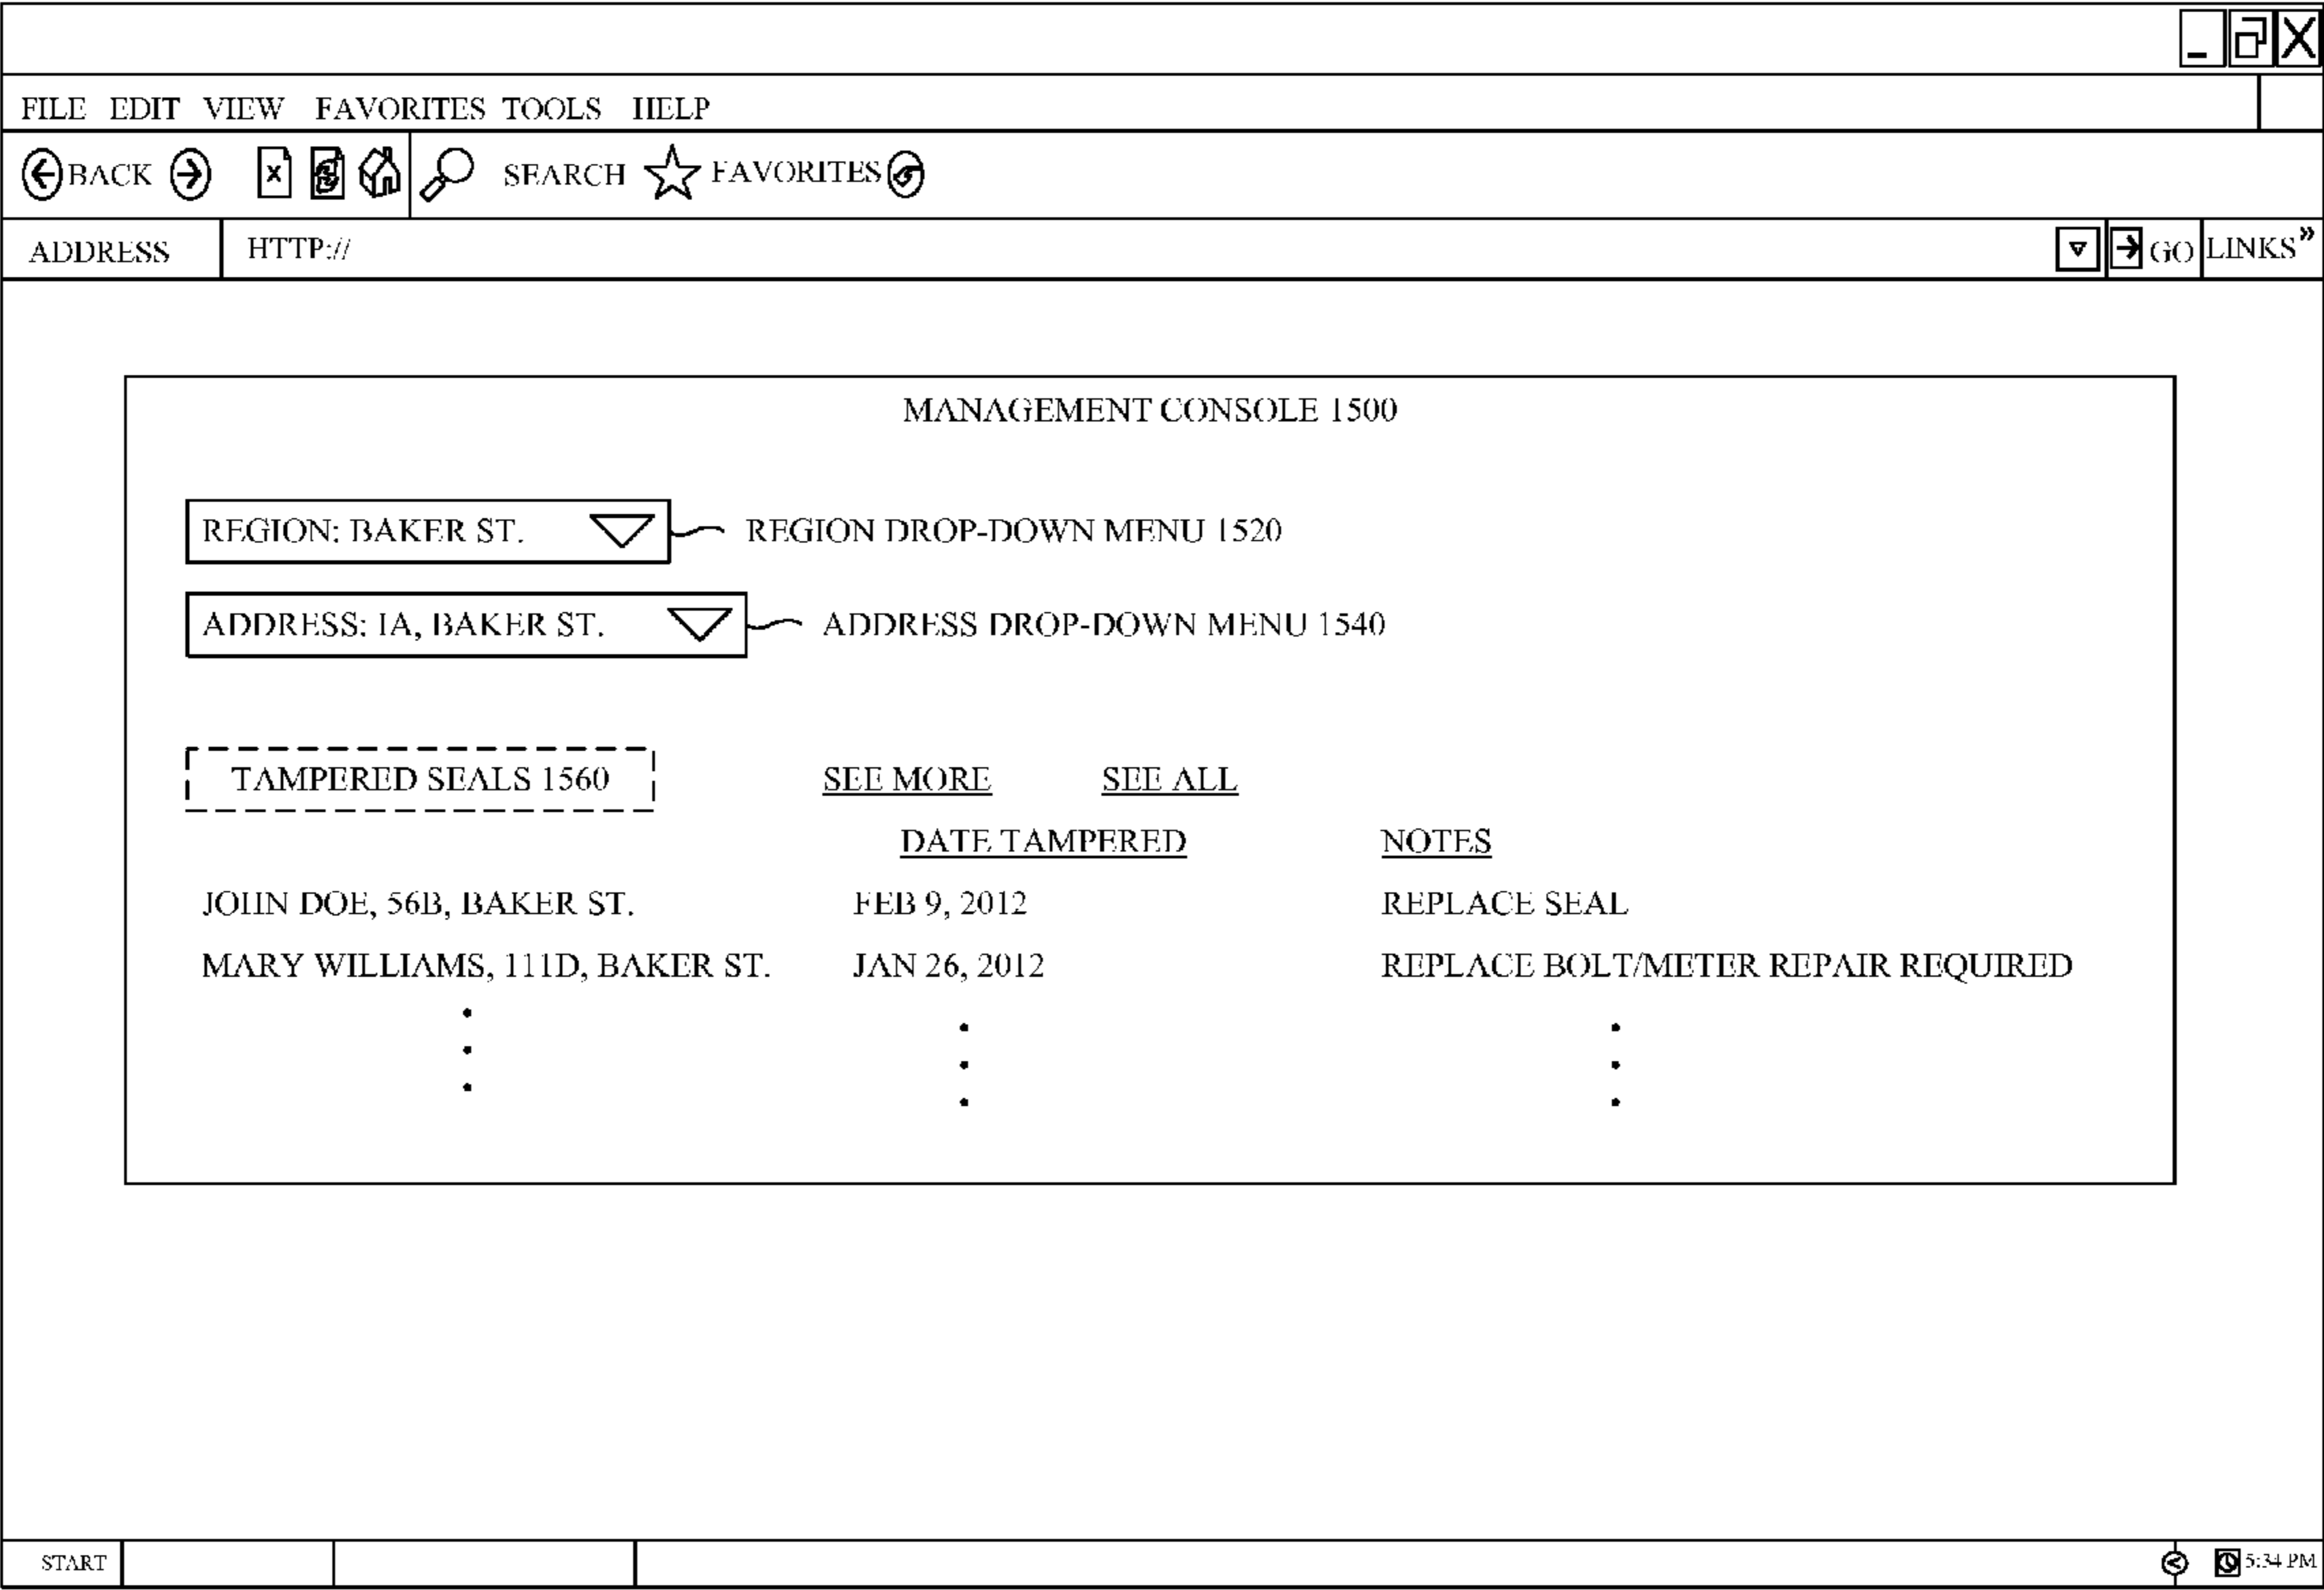 FILE EDIT VIEW FAVORITES TOOLS HELP
BACK SEARCH FAVORITES
ADDRESS HTTP:// GO LINKS»
MANAGEMENT CONSOLE 1500
REGION: BAKER ST. REGION DROP-DOWN MENU 1520
ADDRESS: 1A, BAKER ST. ADDRESS DROP-DOWN MENU 1540
TAMPERED SEALS 1560 SEE MORE SEE ALL
DATE TAMPERED NOTES
JOHN DOE, 56B, BAKER ST. FEB 9, 2012 REPLACE SEAL
MARY WILLIAMS, 111D, BAKER ST. JAN 26, 2012 REPLACE BOLT/METER REPAIR REQUIRED
START 5:34 PM